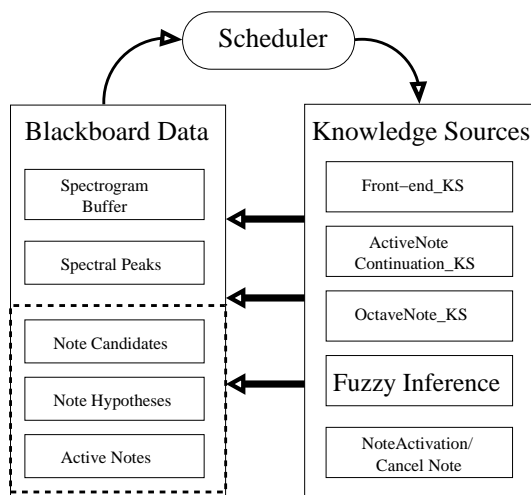 Scheduler
Blackboard Data
Spectrogram
Buffer
Spectral Peaks
Note Candidates
Note Hypotheses
Active Notes
Knowledge Sources
Front−end_KS
ActiveNote
Continuation_KS
OctaveNote_KS
Fuzzy Inference
NoteActivation/
Cancel Note